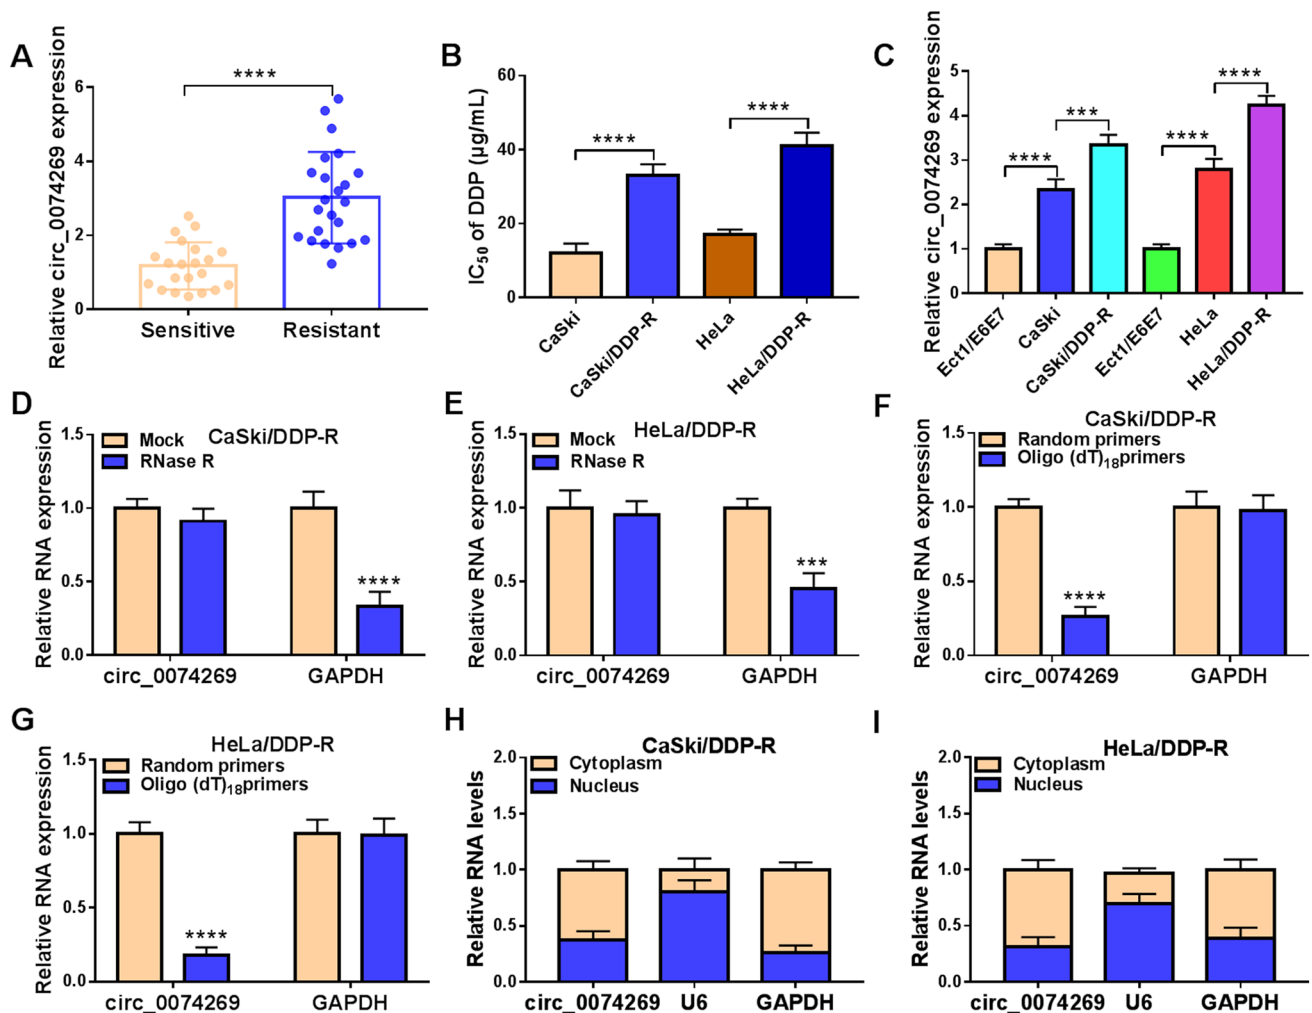 A
Relative circ_0074269 expression
6
4
2
0
****
Sensitive
Resistant
B
IC50 of DDP (μg/mL)
60
40
20
0
****
****
CaSki
CaSki/DDP-R
HeLa
HeLa/DDP-R
C
Relative circ_0074269 expression
5
4
3
2
1
0
****
***
****
****
Ect1/E6E7
CaSki
CaSki/DDP-R
Ect1/E6E7
HeLa
HeLa/DDP-R
D
CaSki/DDP-R
Mock
RNase R
Relative RNA expression
1.5
1.0
0.5
0.0
****
circ_0074269
GAPDH
E
HeLa/DDP-R
Mock
RNase R
Relative RNA expression
1.5
1.0
0.5
0.0
***
circ_0074269
GAPDH
F
CaSki/DDP-R
Random primers
Oligo (dT)18primers
Relative RNA expression
1.5
1.0
0.5
0.0
****
circ_0074269
GAPDH
G
HeLa/DDP-R
Random primers
Oligo (dT)18primers
Relative RNA expression
1.5
1.0
0.5
0.0
****
circ_0074269
GAPDH
H
CaSki/DDP-R
Cytoplasm
Nucleus
Relative RNA levels
2.0
1.5
1.0
0.5
0.0
circ_0074269
U6
GAPDH
I
HeLa/DDP-R
Cytoplasm
Nucleus
Relative RNA levels
2.0
1.5
1.0
0.5
0.0
circ_0074269
U6
GAPDH